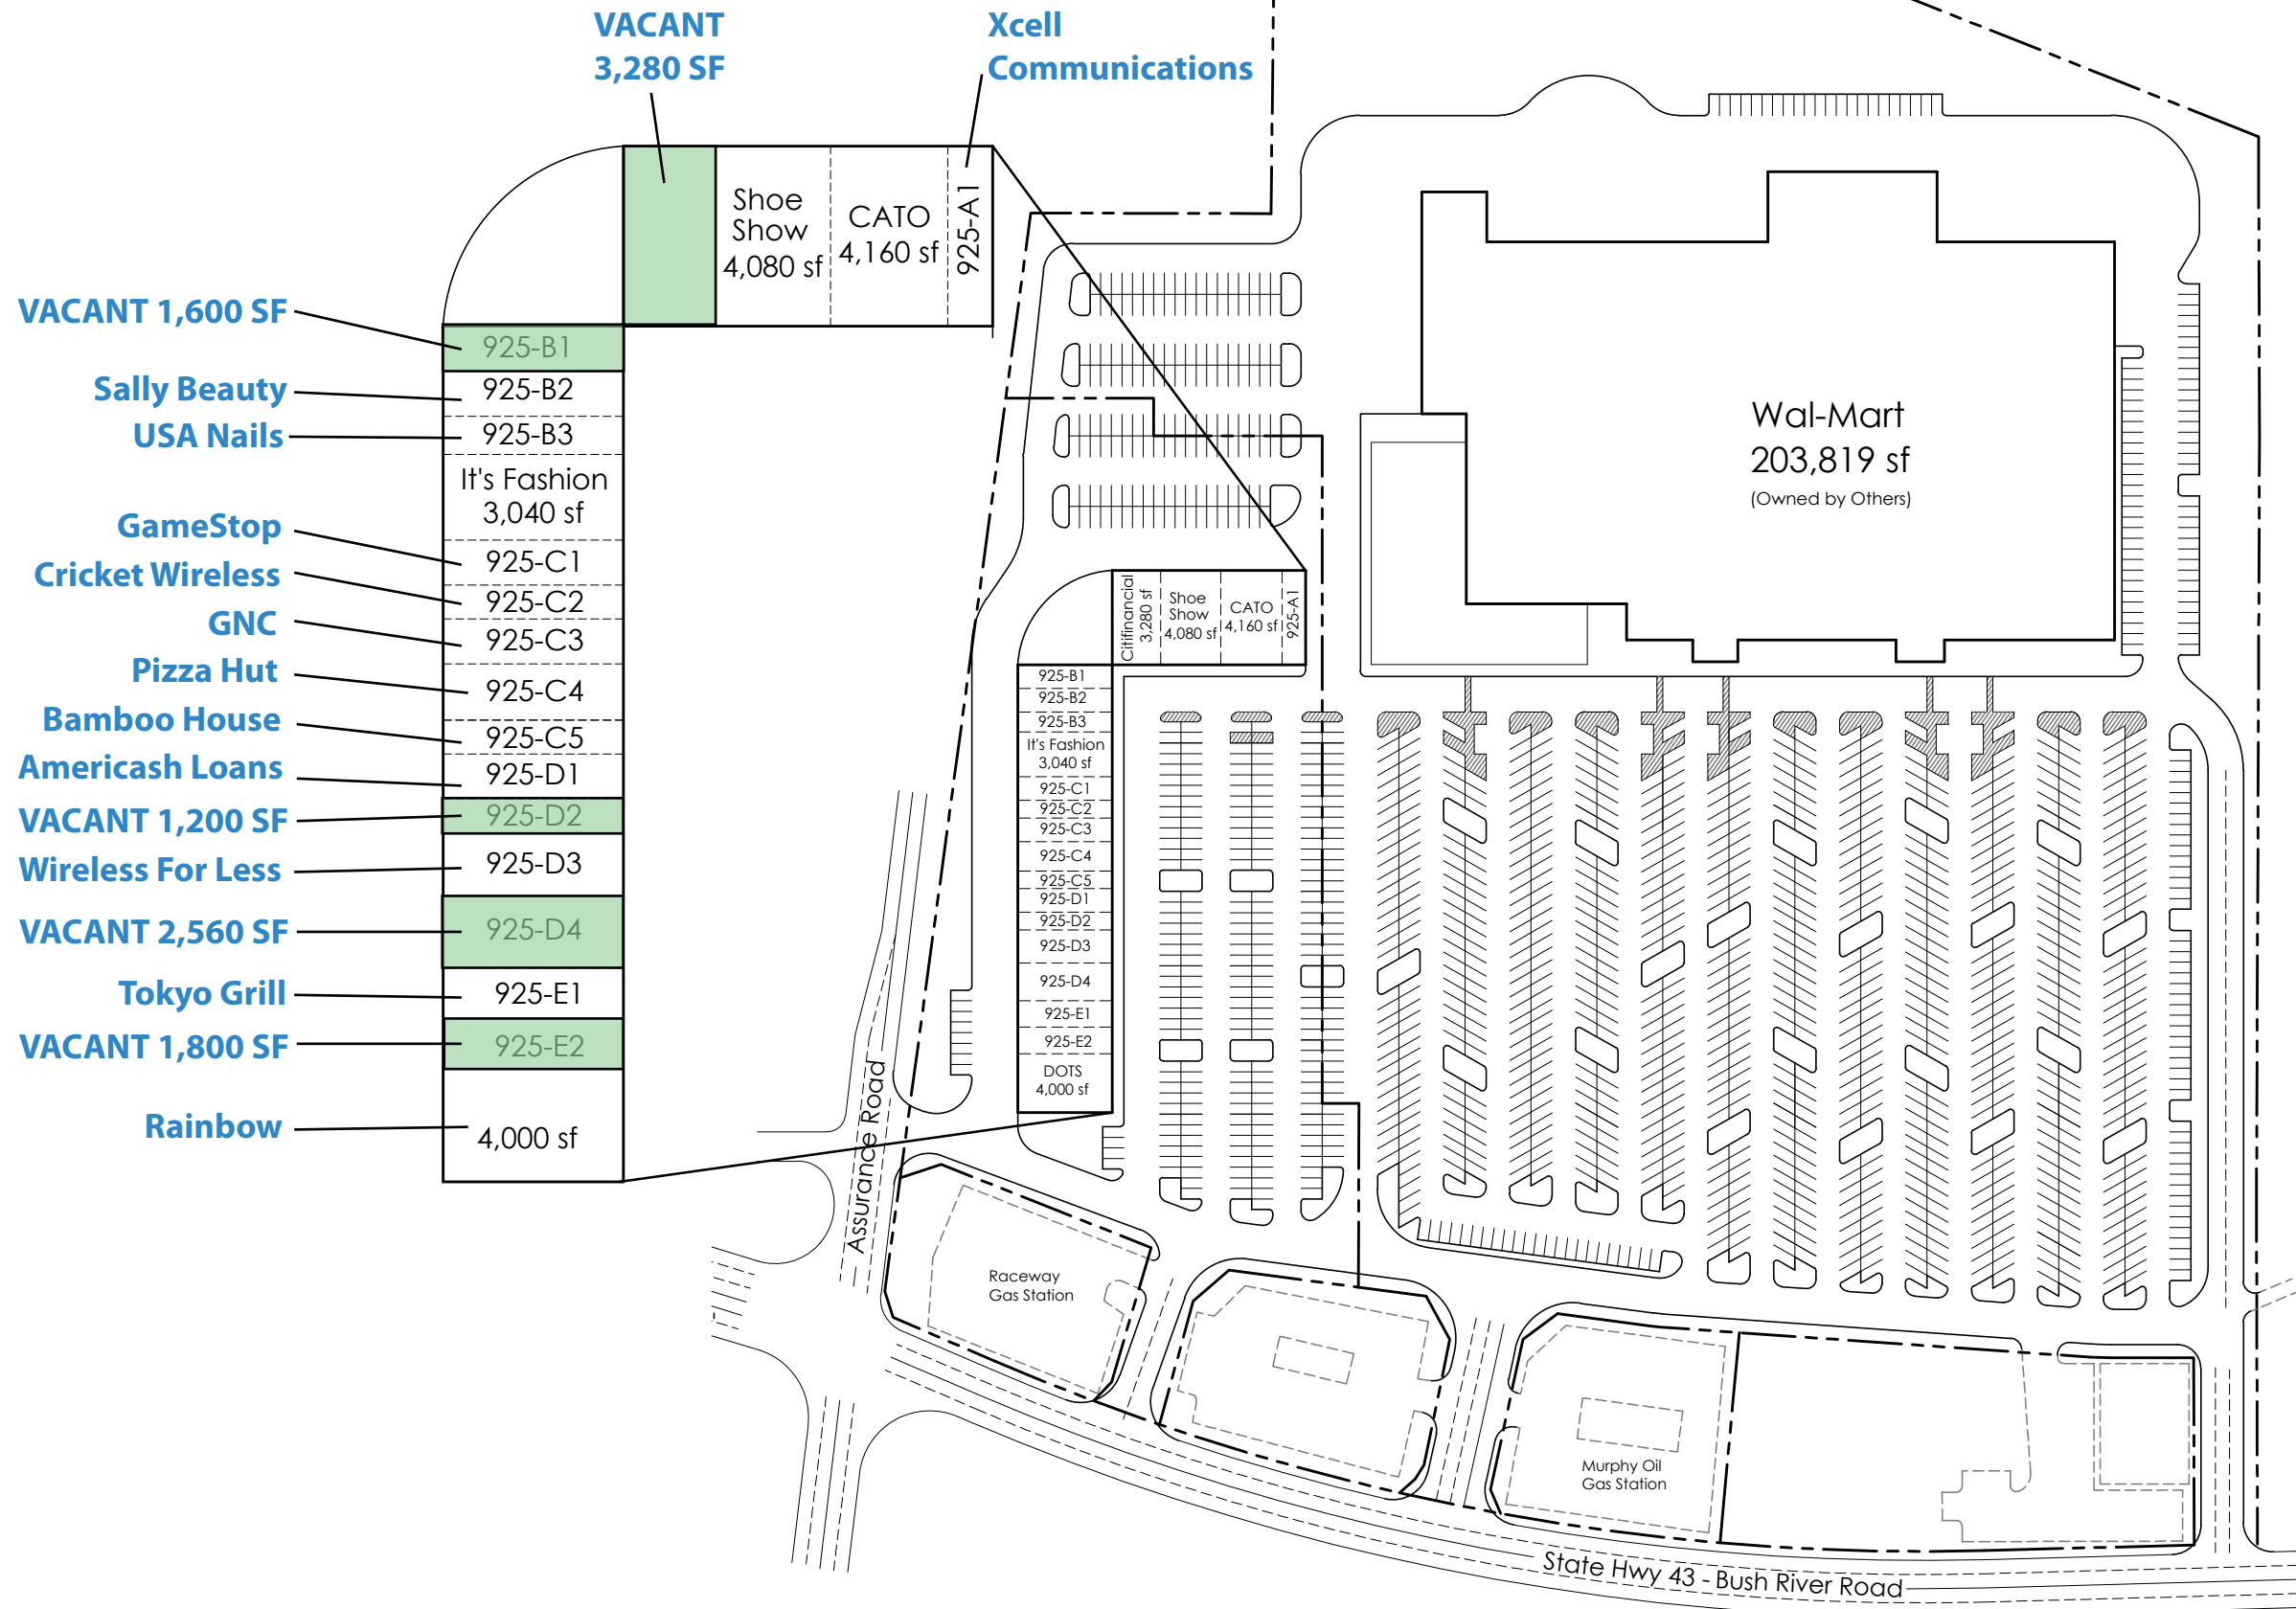 VACANT
3,280 SF
Xcell
Communications
Shoe
Show
4,080 sf
CATO
4,160 sf
925-A1
VACANT 1,600 SF
925-B1
Sally Beauty
925-B2
USA Nails
925-B3
It's Fashion
3,040 sf
GameStop
925-C1
Cricket Wireless
925-C2
GNC
925-C3
Pizza Hut
925-C4
Bamboo House
925-C5
Americash Loans
925-D1
VACANT 1,200 SF
925-D2
Wireless For Less
925-D3
VACANT 2,560 SF
925-D4
Tokyo Grill
925-E1
VACANT 1,800 SF
925-E2
Rainbow
4,000 sf
Wal-Mart
203,819 sf
(Owned by Others)
Citifinancial
3,280 sf
Shoe
Show
4,080 sf
CATO
4,160 sf
925-A1
925-B1
925-B2
925-B3
It's Fashion
3,040 sf
925-C1
925-C2
925-C3
925-C4
925-C5
925-D1
925-D2
925-D3
925-D4
925-E1
925-E2
DOTS
4,000 sf
Assurance Road
Raceway
Gas Station
Murphy Oil
Gas Station
State Hwy 43 - Bush River Road